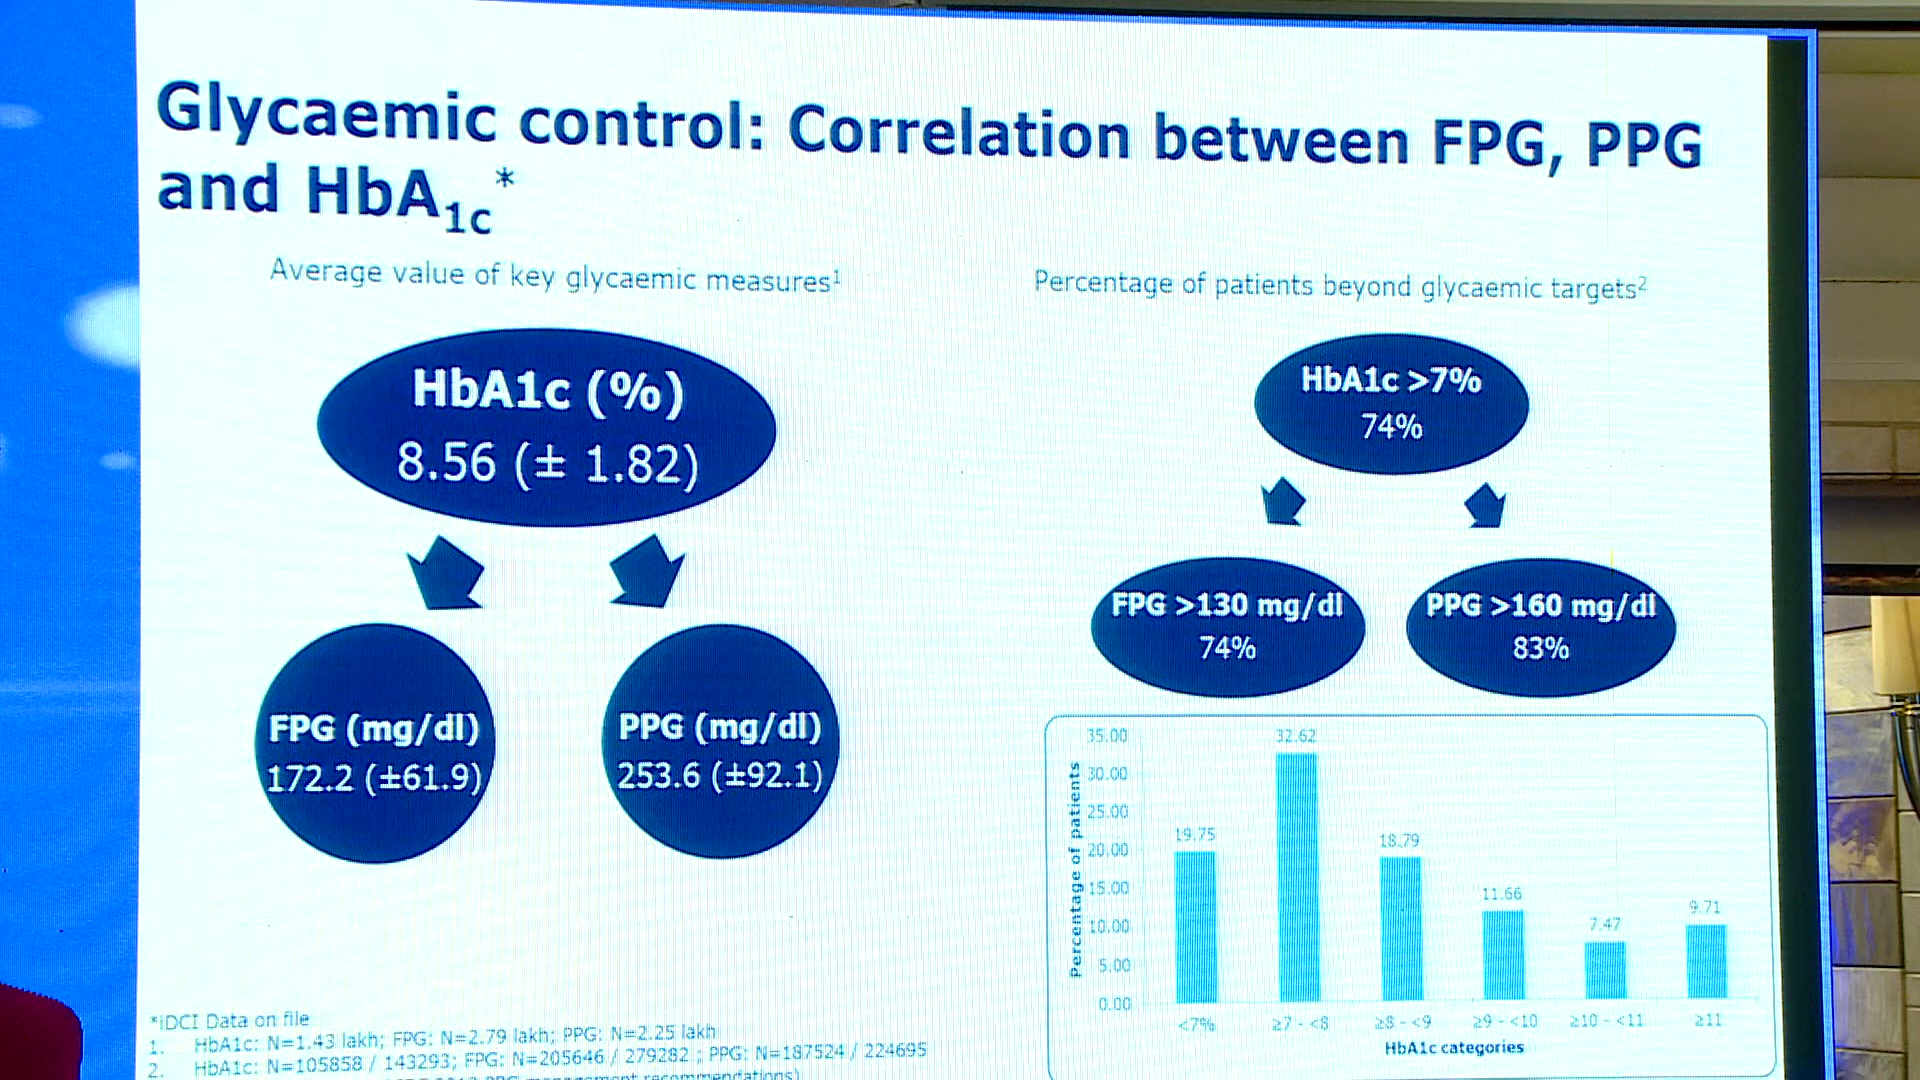 Glycaemic control: Correlation between FPG, PPG
and HbA1c*
Average value of key glycaemic measures1
HbA1c (%)
8.56 (± 1.82)
FPG (mg/dl)
172.2 (±61.9)
PPG (mg/dl)
253.6 (±92.1)
Percentage of patients beyond glycaemic targets2
HbA1c >7%
74%
FPG >130 mg/dl
74%
PPG >160 mg/dl
83%
Percentage of patients
35.00
30.00
25.00
20.00
15.00
10.00
5.00
0.00
19.75
32.62
18.79
11.66
7.47
9.71
<7%
≥7 - <8
≥8 - <9
≥9 - <10
≥10 - <11
≥11
HbA1c categories
*iDCI Data on file
1. HbA1c: N=1.43 lakh; FPG: N=2.79 lakh; PPG: N=2.25 lakh
2. HbA1c: N=105858 / 143293; FPG: N=205646 / 279282 ; PPG: N=187524 / 224695
PPG management recommendations)